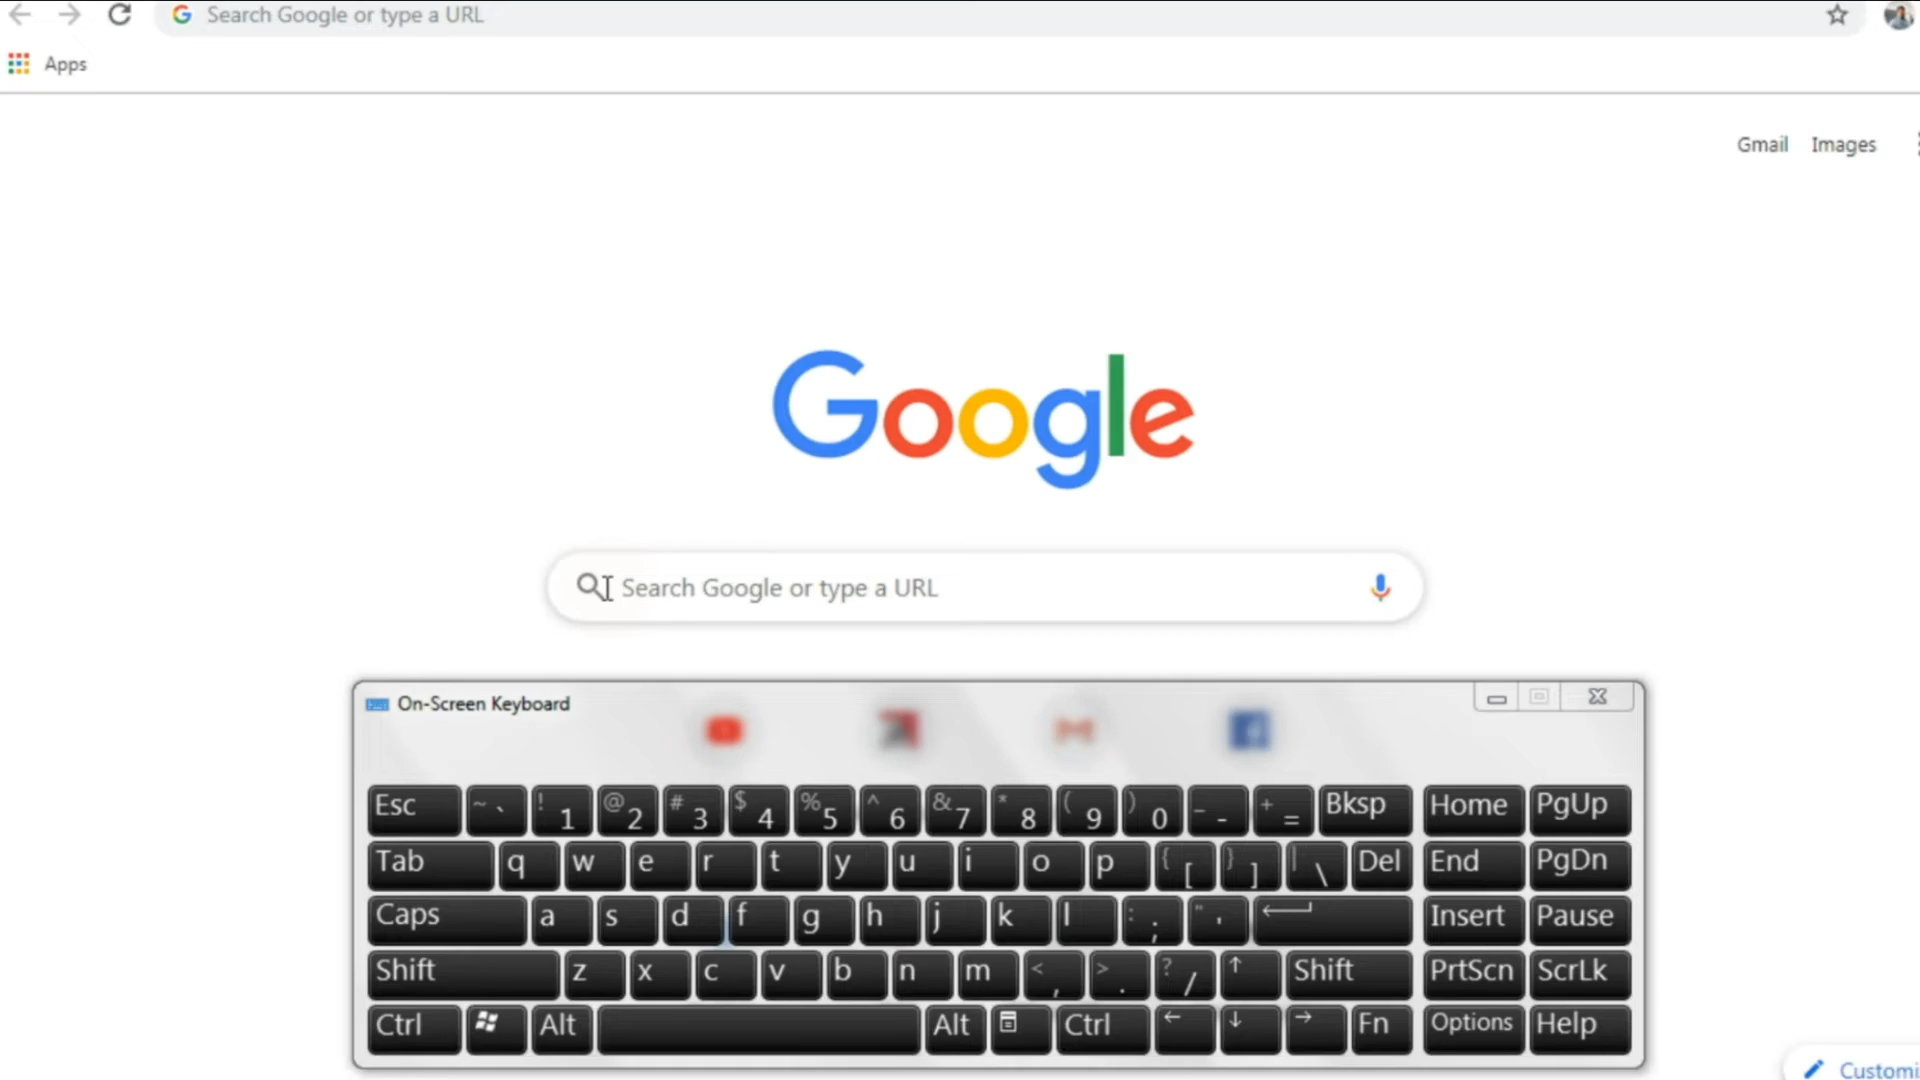 Search Google or type a URL
Apps
Gmail Images
Google
Search Google or type a URL
On-Screen Keyboard
Esc ~ ` ! 1 @ 2 # 3 $ 4 % 5 ^ 6 & 7 * 8 ( 9 ) 0 _ - + = Bksp Home PgUp
Tab q w e r t y u i o p { [ } ] | \ Del End PgDn
Caps a s d f g h j k l : ; " ' Insert Pause
Shift z x c v b n m < , > . ? / ↑ Shift PrtScn ScrLk
Ctrl Alt Alt Ctrl ← ↓ → Fn Options Help
Customi